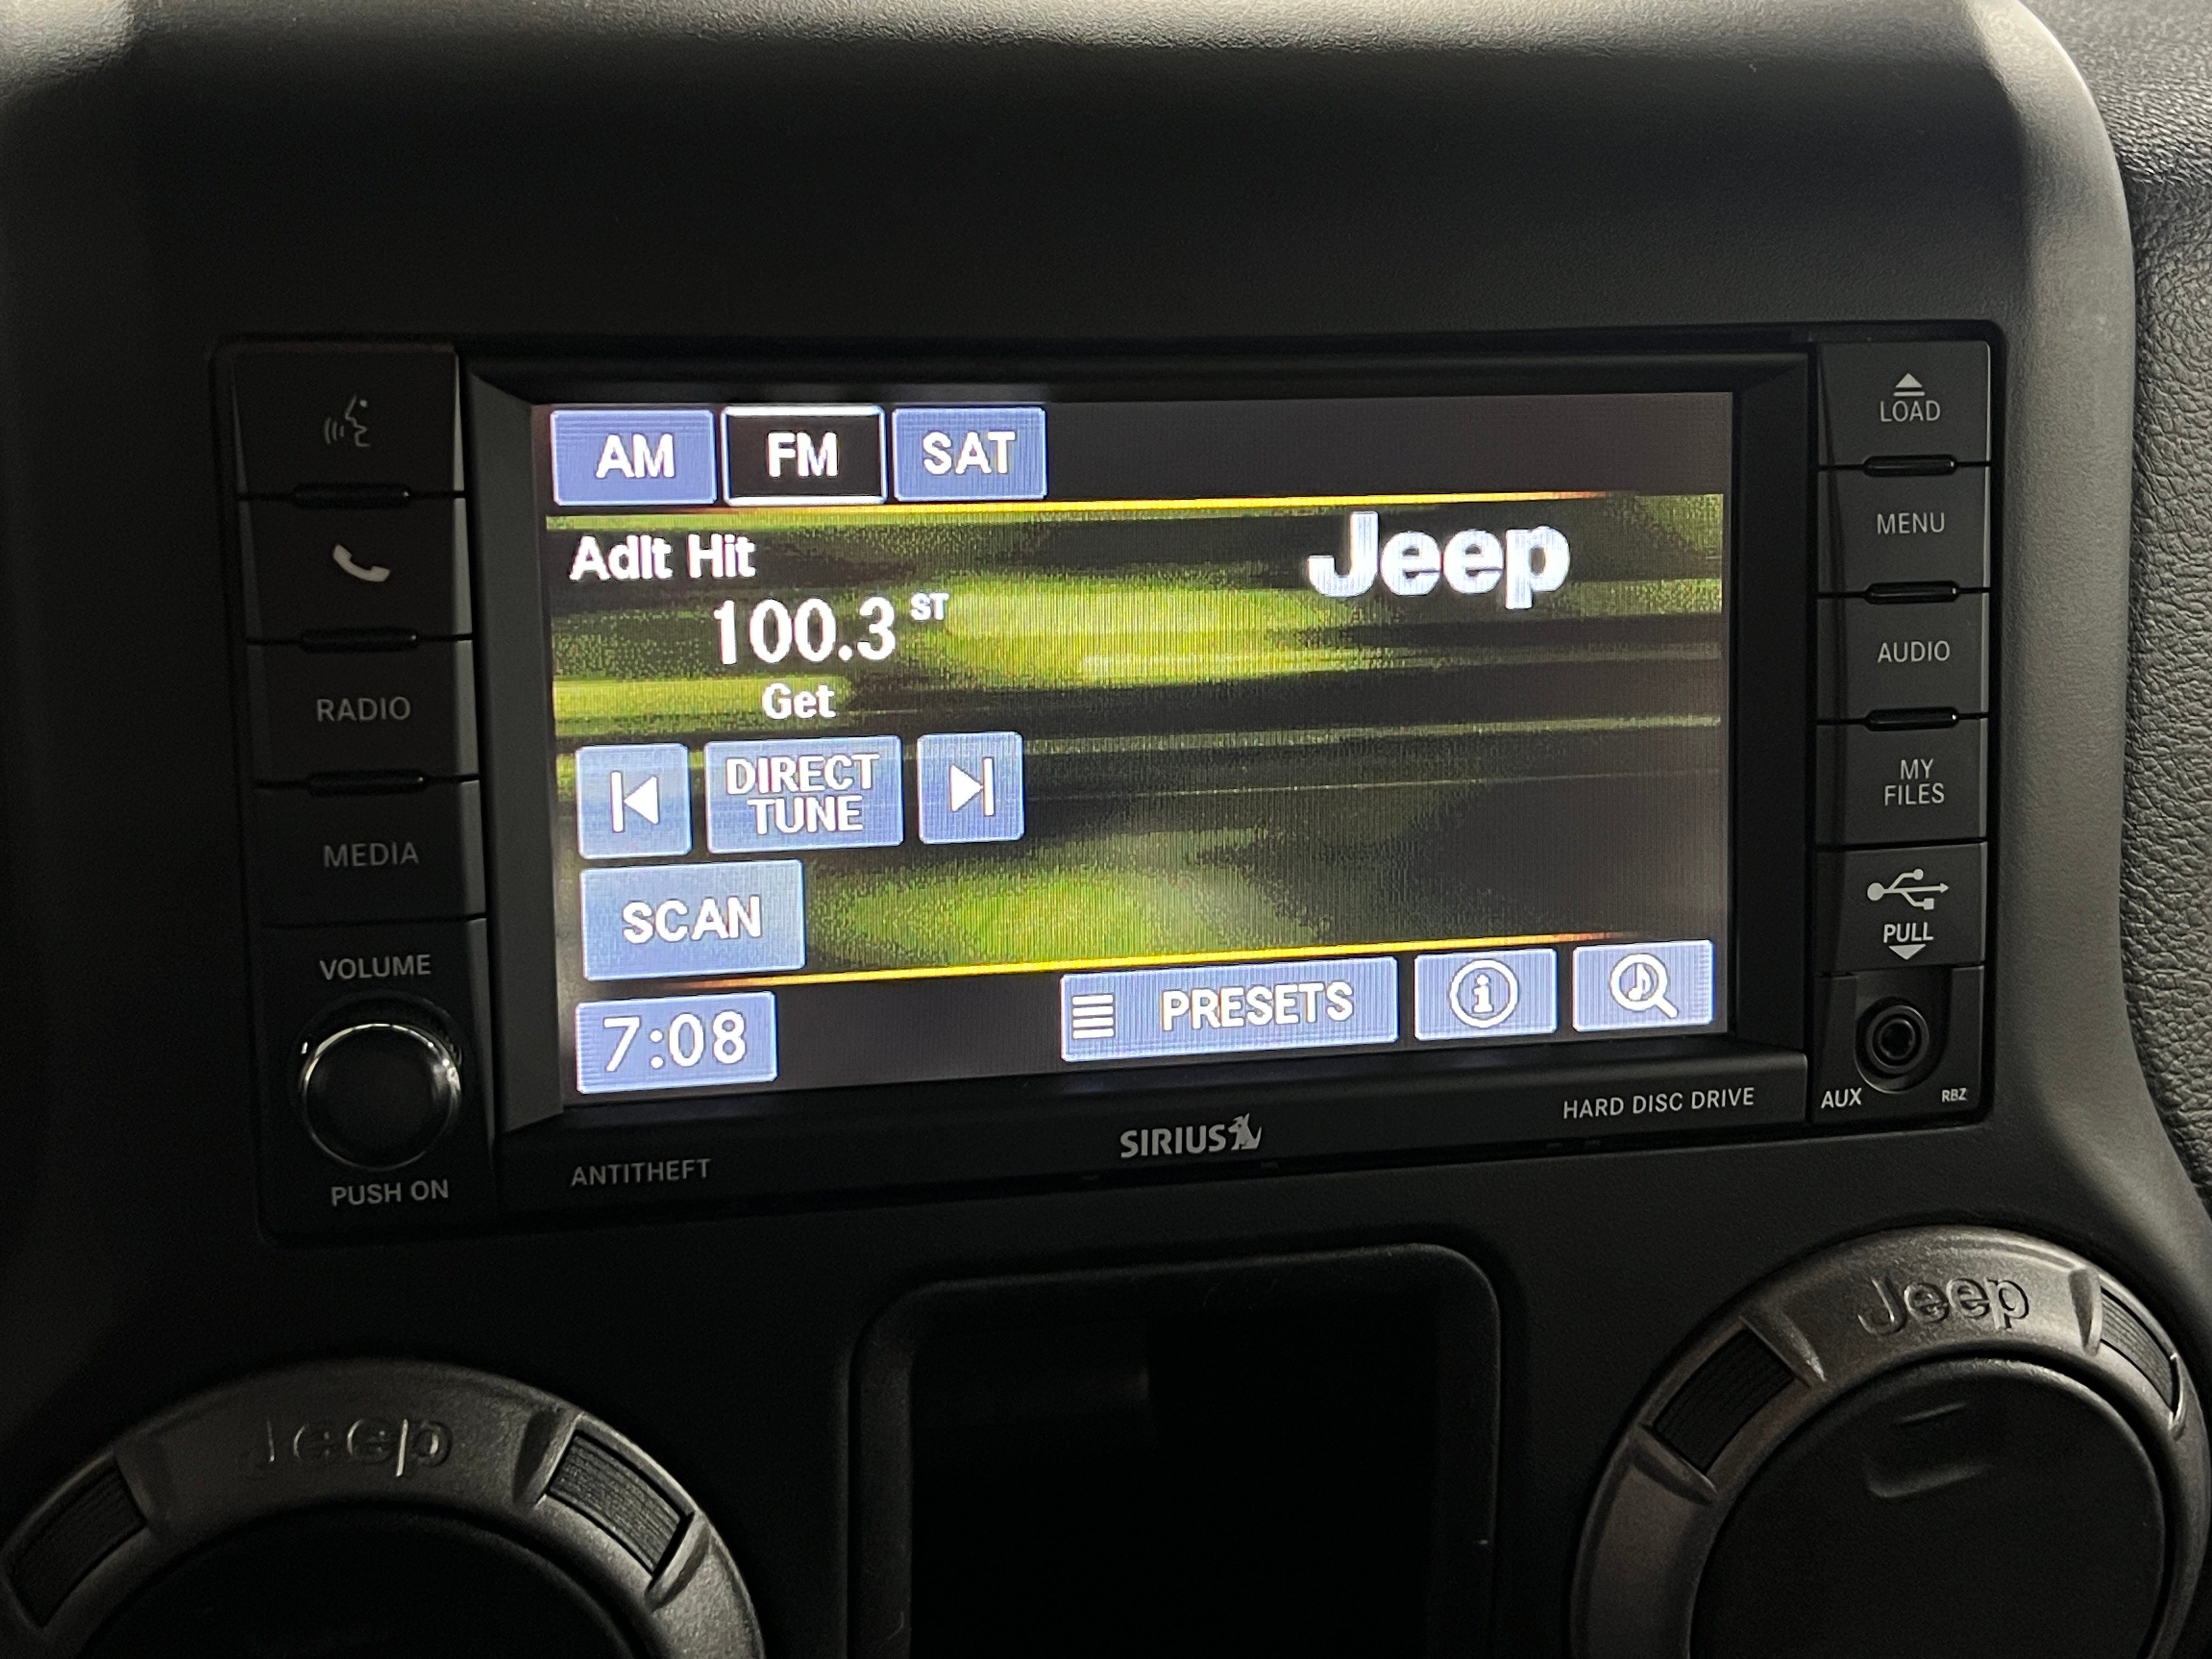 AM FM SAT
Adlt Hit
Jeep
100.3 ST
Get
DIRECT
TUNE
SCAN
7:08
PRESETS
RADIO
MEDIA
VOLUME
PUSH ON
LOAD
MENU
AUDIO
MY
FILES
PULL
AUX RBZ
ANTITHEFT
SIRIUS
HARD DISC DRIVE
Jeep
Jeep